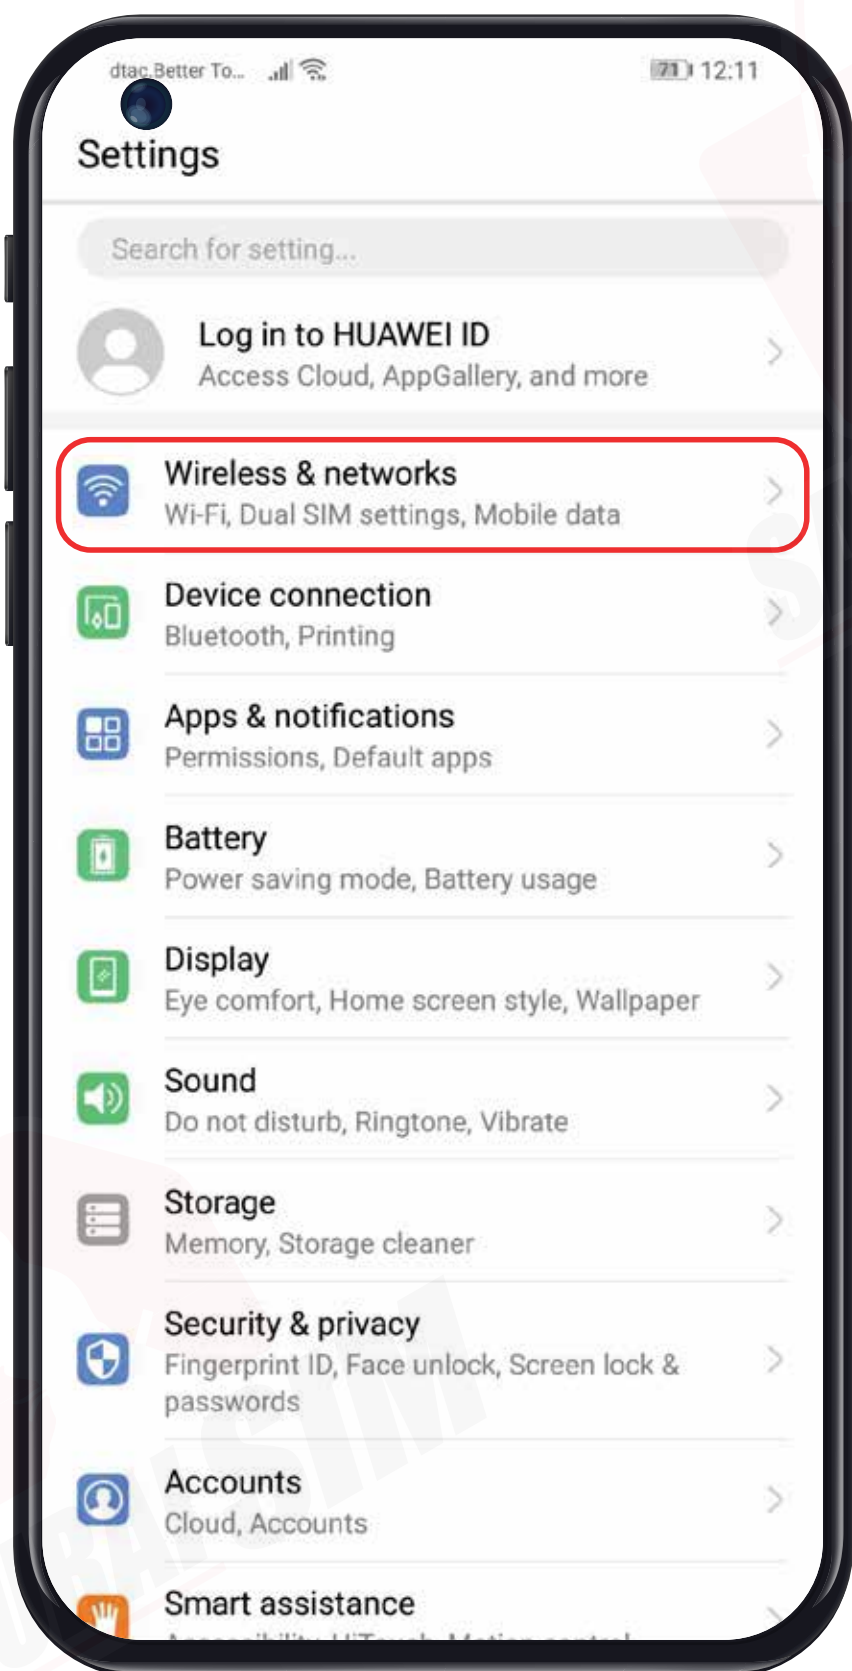 dtac.Better To...
71 12:11
Settings
Search for setting...
Log in to HUAWEI ID
Access Cloud, AppGallery, and more
Wireless & networks
Wi-Fi, Dual SIM settings, Mobile data
Device connection
Bluetooth, Printing
Apps & notifications
Permissions, Default apps
Battery
Power saving mode, Battery usage
Display
Eye comfort, Home screen style, Wallpaper
Sound
Do not disturb, Ringtone, Vibrate
Storage
Memory, Storage cleaner
Security & privacy
Fingerprint ID, Face unlock, Screen lock &
passwords
Accounts
Cloud, Accounts
Smart assistance